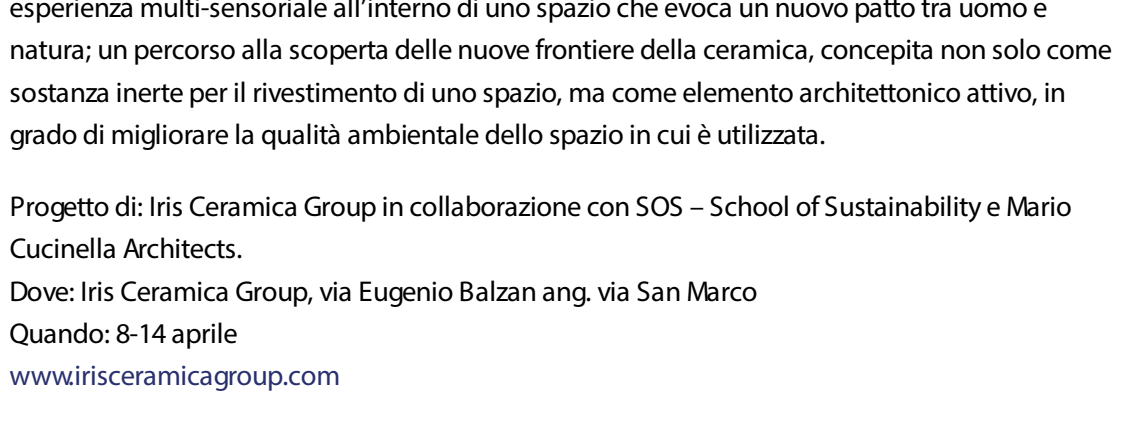 esperienza multi-sensoriale all’interno di uno spazio che evoca un nuovo patto tra uomo e
natura; un percorso alla scoperta delle nuove frontiere della ceramica, concepita non solo come
sostanza inerte per il rivestimento di uno spazio, ma come elemento architettonico attivo, in
grado di migliorare la qualità ambientale dello spazio in cui è utilizzata.
Progetto di: Iris Ceramica Group in collaborazione con SOS – School of Sustainability e Mario
Cucinella Architects.
Dove: Iris Ceramica Group, via Eugenio Balzan ang. via San Marco
Quando: 8-14 aprile
www.irisceramicagroup.com